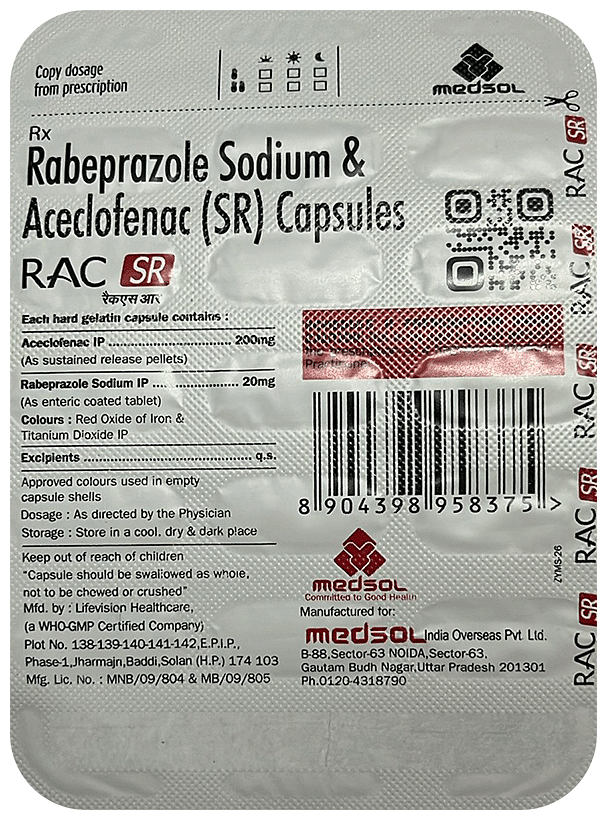 Copy dosage
from prescription
medsol
Rx
Rabeprazole Sodium &
Aceclofenac (SR) Capsules
RAC SR
रैकएस आर
Each hard gelatin capsule contains :
Aceclofenac IP ................................. 200mg
(As sustained release pellets)
Rabeprazole Sodium IP ... .................. 20mg
(As enteric coated tablet)
Colours : Red Oxide of Iron &
Titanium Dioxide IP
Excipients ........................................... q.s.
Approved colours used in empty
capsule shells
Dosage : As directed by the Physician
Storage : Store in a cool, dry & dark place
Keep out of reach of children
"Capsule should be swallowed as whole,
not to be chewed or crushed"
Mfd. by : Lifevision Healthcare,
(a WHO-GMP Certified Company)
Plot No. 138-139-140-141-142,E.P.I.P.,
Phase-1,Jharmajri,Baddi,Solan (H.P.) 174 103
Mfg. Lic. No. : MNB/09/804 & MB/09/805
8 904398 958375 >
medsol
Committed to Good Health
Manufactured for:
medsol India Overseas Pvt. Ltd.
B-88,Sector-63 NOIDA,Sector-63,
Gautam Budh Nagar,Uttar Pradesh 201301
Ph.0120-4318790
ZYMS-26
RAC SR
RAC SR
RAC SR
RAC SR
RAC SR